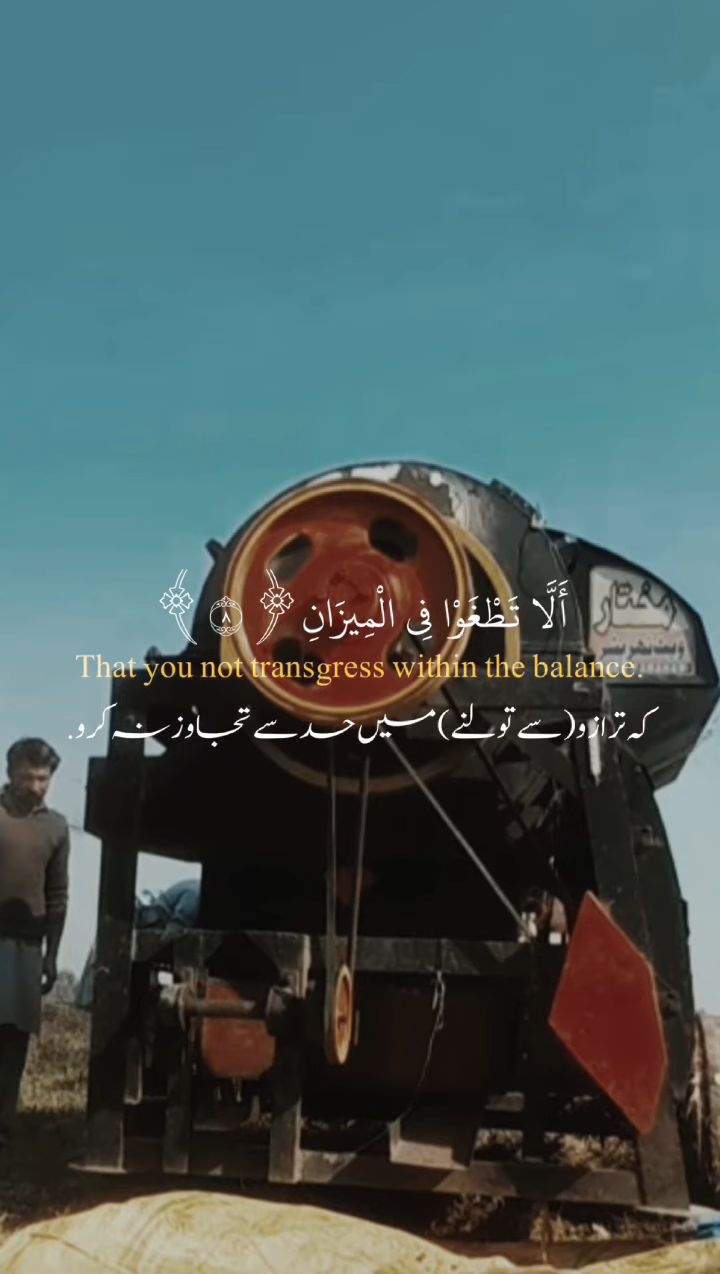 أَلَّا تَطْغَوْا فِي الْمِيزَانِ ﴿٨﴾
That you not transgress within the balance.
کہ ترازو(سے تولنے)میں حد سے تجاوز نہ کرو.
مختار